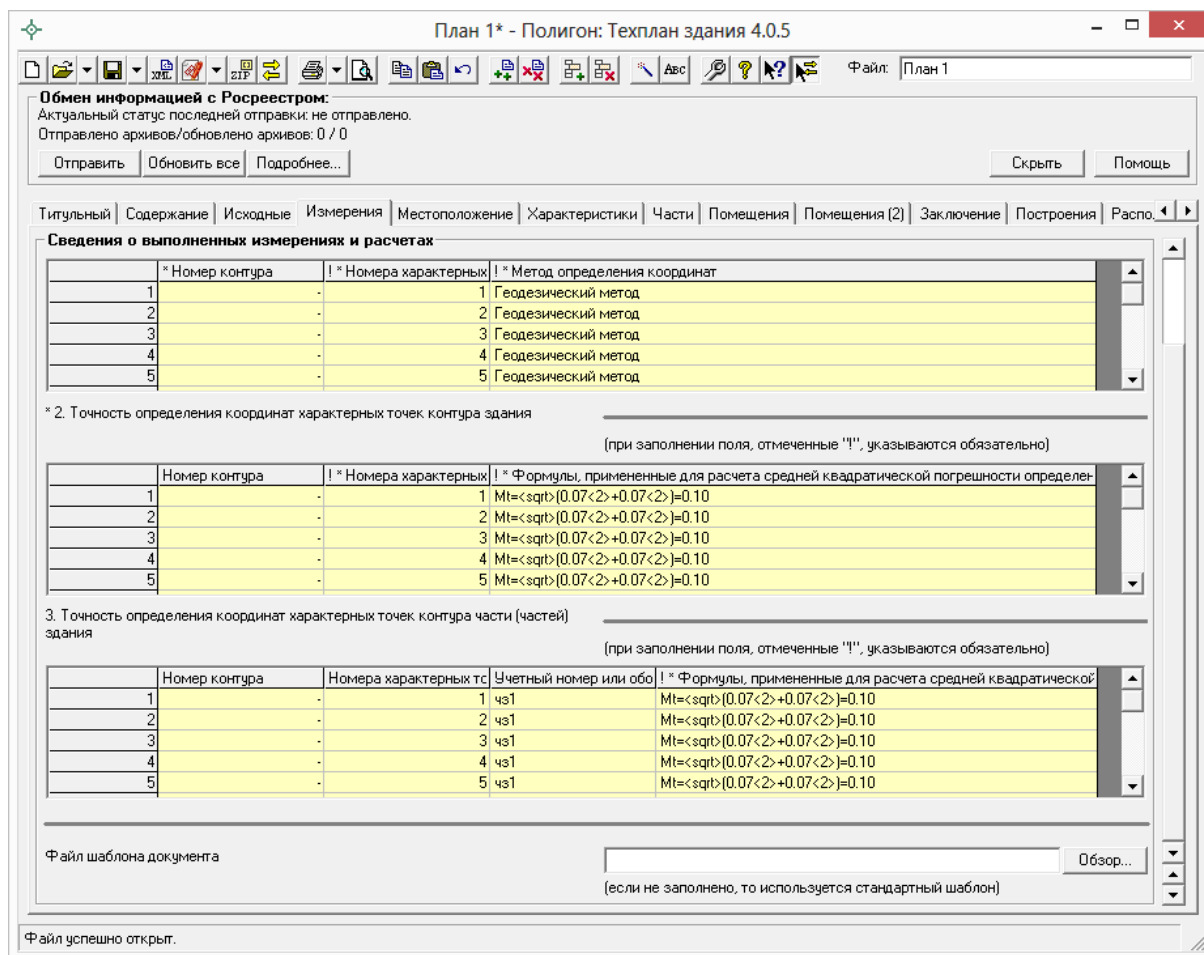 План 1* - Полигон: Техплан здания 4.0.5
XML ZIP ABC Файл: План 1
Обмен информацией с Росреестром:
Актуальный статус последней отправки: не отправлено.
Отправлено архивов/обновлено архивов: 0 / 0
Отправить Обновить все Подробнее... Скрыть Помощь
Титульный Содержание Исходные Измерения Местоположение Характеристики Части Помещения Помещения (2) Заключение Построения Распо.
Сведения о выполненных измерениях и расчетах
* Номер контура ! * Номера характерных ! * Метод определения координат
1 - 1 Геодезический метод
2 - 2 Геодезический метод
3 - 3 Геодезический метод
4 - 4 Геодезический метод
5 - 5 Геодезический метод
* 2. Точность определения координат характерных точек контура здания
(при заполнении поля, отмеченные "!", указываются обязательно)
Номер контура ! * Номера характерных ! * Формулы, примененные для расчета средней квадратической погрешности определен
1 - 1 Mt=<sqrt>(0.07<2>+0.07<2>)=0.10
2 - 2 Mt=<sqrt>(0.07<2>+0.07<2>)=0.10
3 - 3 Mt=<sqrt>(0.07<2>+0.07<2>)=0.10
4 - 4 Mt=<sqrt>(0.07<2>+0.07<2>)=0.10
5 - 5 Mt=<sqrt>(0.07<2>+0.07<2>)=0.10
3. Точность определения координат характерных точек контура части (частей)
здания
(при заполнении поля, отмеченные "!", указываются обязательно)
Номер контура Номера характерных то Учетный номер или обо ! * Формулы, примененные для расчета средней квадратической
1 - 1 чз1 Mt=<sqrt>(0.07<2>+0.07<2>)=0.10
2 - 2 чз1 Mt=<sqrt>(0.07<2>+0.07<2>)=0.10
3 - 3 чз1 Mt=<sqrt>(0.07<2>+0.07<2>)=0.10
4 - 4 чз1 Mt=<sqrt>(0.07<2>+0.07<2>)=0.10
5 - 5 чз1 Mt=<sqrt>(0.07<2>+0.07<2>)=0.10
Файл шаблона документа Обзор...
(если не заполнено, то используется стандартный шаблон)
Файл успешно открыт.